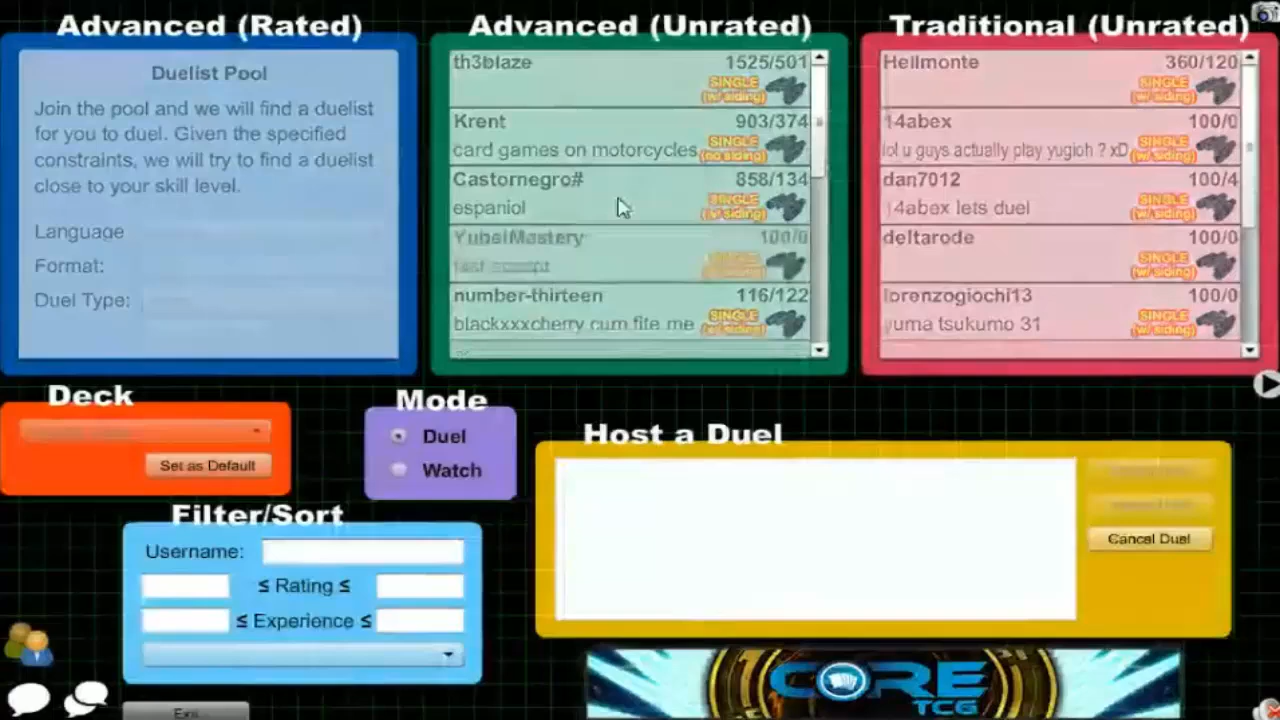 Advanced (Rated)
Duelist Pool
Join the pool and we will find a duelist
for you to duel. Given the specified
constraints, we will try to find a duelist
close to your skill level.
Language
Format:
Duel Type:
Advanced (Unrated)
th3blaze 1525/501
SINGLE
(w/ siding)
Krent 903/374
card games on motorcycles SINGLE
(no siding)
Castornegro# 858/134
espaniol SINGLE
(w/ siding)
YubelMastery 100/0
number-thirteen 116/122
blackxxxcherry cum fite me SINGLE
(w/ siding)
Traditional (Unrated)
Hellmonte 360/120
SINGLE
(w/ siding)
14abex 100/0
lol u guys actually play yugioh ? xD SINGLE
(w/ siding)
dan7012 100/4
14abex lets duel SINGLE
(w/ siding)
deltarode 100/0
SINGLE
(w/ siding)
lorenzogiochi13 100/0
yuma tsukumo 31 SINGLE
(w/ siding)
Deck
Set as Default
Mode
Duel
Watch
Filter/Sort
Username:
≤ Rating ≤
≤ Experience ≤
Host a Duel
Cancel Duel
Exit
CORE
TCG